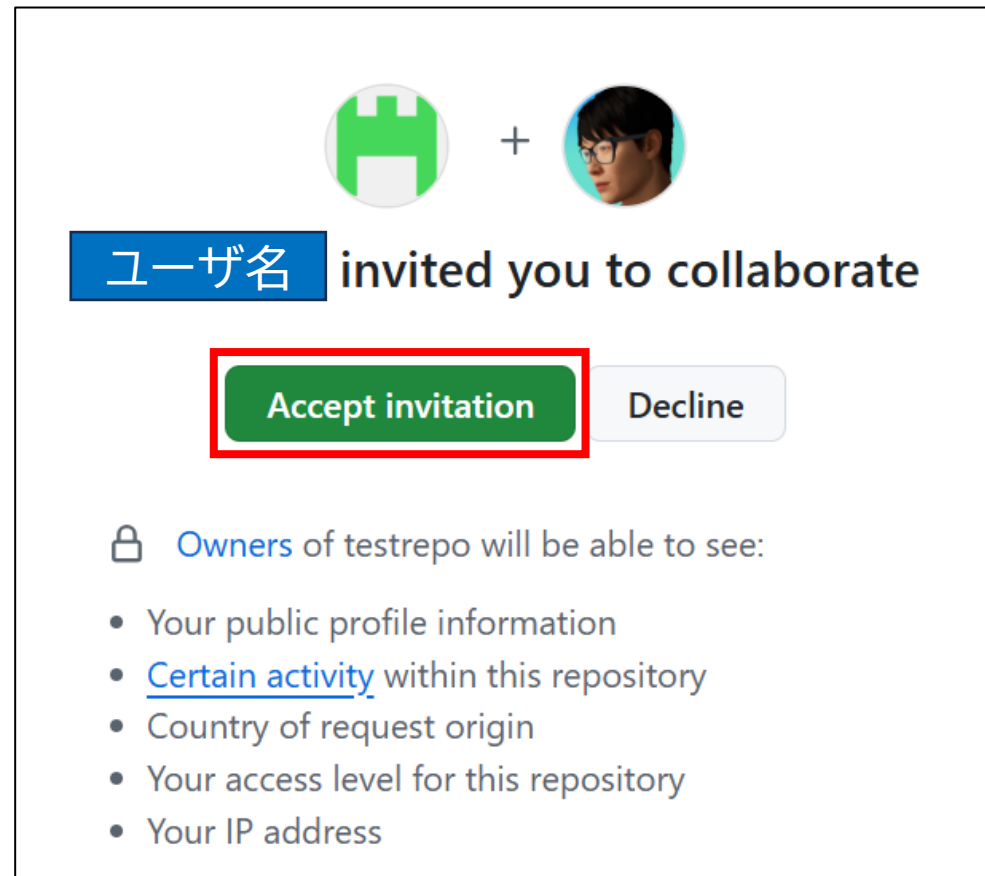 ユーザ名 invited you to collaborate
Accept invitation Decline
Owners of testrepo will be able to see:
Your public profile information
Certain activity within this repository
Country of request origin
Your access level for this repository
Your IP address